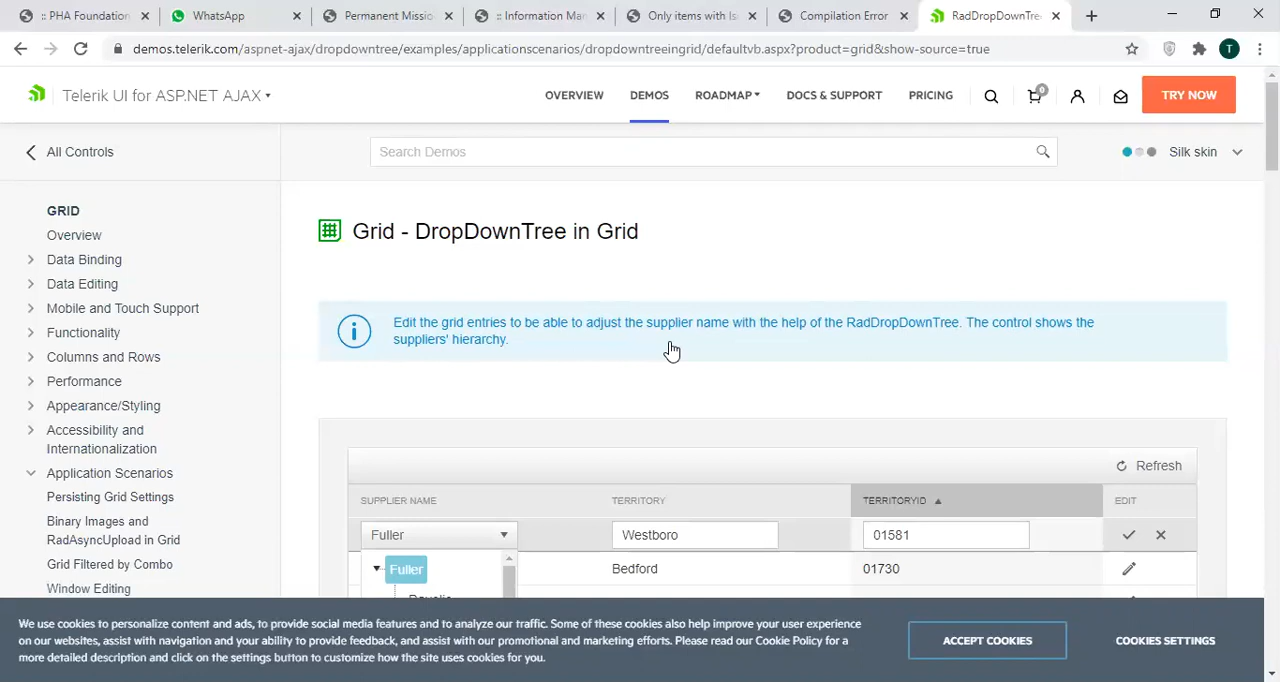 :: PHA Foundation
WhatsApp
Permanent Missio
:: Information Ma
Only items with Is
Compilation Error
RadDropDownTree
demos.telerik.com/aspnet-ajax/dropdowntree/examples/applicationscenarios/dropdowntreeingrid/defaultvb.aspx?product=grid&show-source=true
T
Telerik UI for ASP.NET AJAX
OVERVIEW
DEMOS
ROADMAP
DOCS & SUPPORT
PRICING
0
TRY NOW
All Controls
Search Demos
Silk skin
GRID
Overview
Data Binding
Data Editing
Mobile and Touch Support
Functionality
Columns and Rows
Performance
Appearance/Styling
Accessibility and
Internationalization
Application Scenarios
Persisting Grid Settings
Binary Images and
RadAsyncUpload in Grid
Grid Filtered by Combo
Window Editing
Grid - DropDownTree in Grid
Edit the grid entries to be able to adjust the supplier name with the help of the RadDropDownTree. The control shows the
suppliers' hierarchy.
Refresh
SUPPLIER NAME
TERRITORY
TERRITORYID
EDIT
Fuller
Westboro
01581
Fuller
Bedford
01730
We use cookies to personalize content and ads, to provide social media features and to analyze our traffic. Some of these cookies also help improve your user experience
on our websites, assist with navigation and your ability to provide feedback, and assist with our promotional and marketing efforts. Please read our Cookie Policy for a
more detailed description and click on the settings button to customize how the site uses cookies for you.
ACCEPT COOKIES
COOKIES SETTINGS